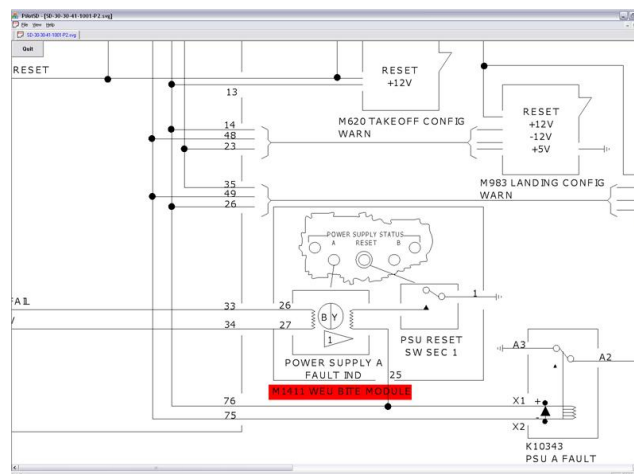 PilotSD - [SD-30-30-41-1001-P2.svg]
File View Help
SD-30-30-41-1001-P2.svg
Quit
RESET
RESET
+12V
13
M620 TAKEOFF CONFIG
WARN
14
48
23
RESET
+12V
-12V
+5V
M983 LANDING CONFIG
WARN
35
49
26
POWER SUPPLY STATUS
A RESET B
33 26
34 27
B Y
1
1
PSU RESET
SW SEC 1
POWER SUPPLY A
FAULT IND
25
M1411 WEU BITE MODULE
A3
A2
76
75
X1 +
X2 -
K10343
PSU A FAULT